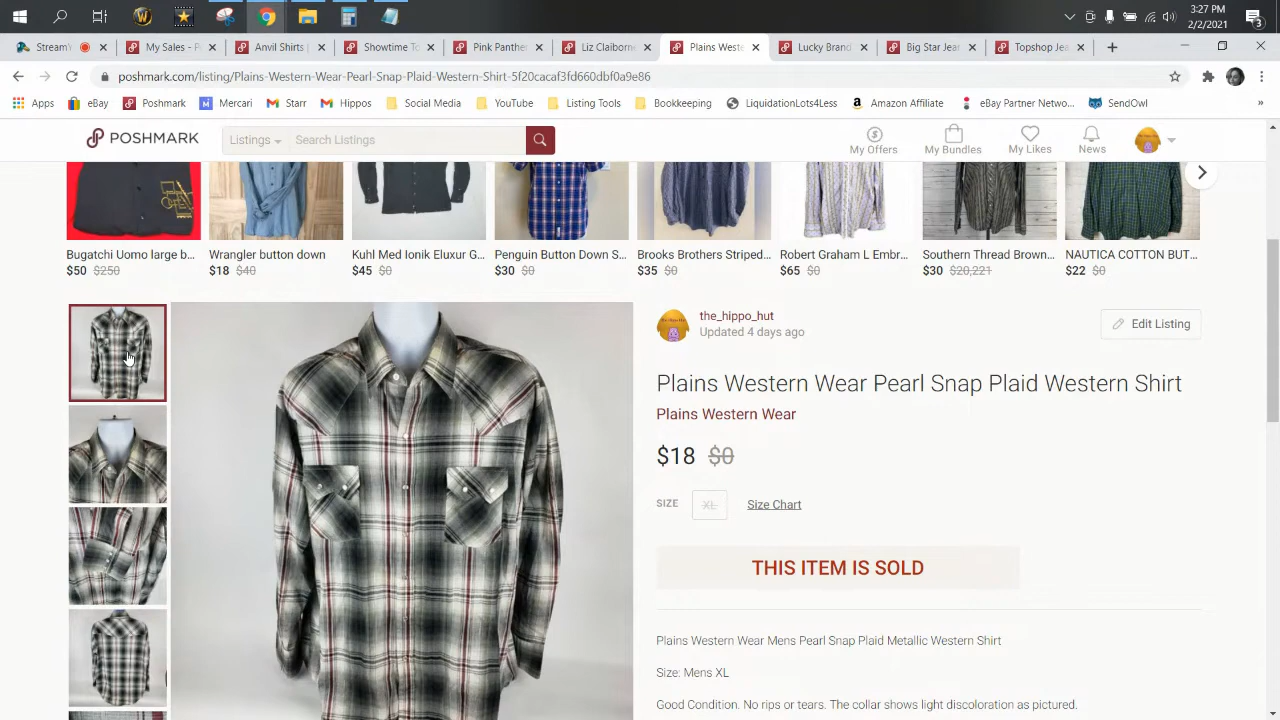 3:27 PM
2/2/2021
3
StreamY
My Sales - P
Anvil Shirts
Showtime To
Pink Panther
Liz Claiborne
Plains Weste
Lucky Brand
Big Star Jea
Topshop Jea
poshmark.com/listing/Plains-Western-Wear-Pearl-Snap-Plaid-Western-Shirt-5f206bcaf3fd660dbf0a9e86
Apps
eBay
Poshmark
Mercari
Starr
Hippos
Social Media
YouTube
Listing Tools
Bookkeeping
LiquidationLots4Less
Amazon Affiliate
eBay Partner Netwo...
SendOwl
»
POSHMARK
Listings
Search Listings
My Offers
My Bundles
My Likes
News
Bugatchi Uomo large b...
$50 $250
Wrangler button down
$18 $40
Kuhl Med Ionik Eluxur G...
$45 $0
Penguin Button Down S...
$30 $0
Brooks Brothers Striped...
$35 $0
Robert Graham L Embr...
$65 $0
Southern Thread Brown...
$30 $20,221
NAUTICA COTTON BUT...
$22 $0
the_hippo_hut
Updated 4 days ago
Edit Listing
Plains Western Wear Pearl Snap Plaid Western Shirt
Plains Western Wear
$18 $0
SIZE XL Size Chart
THIS ITEM IS SOLD
Plains Western Wear Mens Pearl Snap Plaid Metallic Western Shirt
Size: Mens XL
Good Condition. No rips or tears. The collar shows light discoloration as pictured.